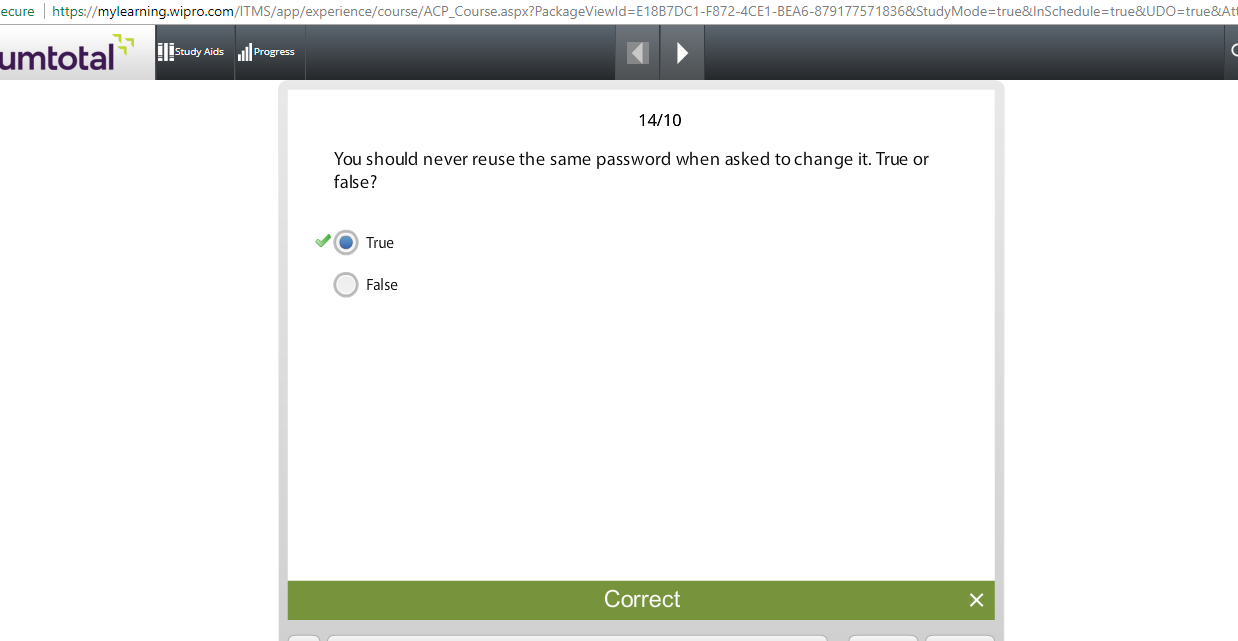 ecure | https://mylearning.wipro.com/ITMS/app/experience/course/ACP_Course.aspx?PackageViewId=E18B7DC1-F872-4CE1-BEA6-879177571836&StudyMode=true&InSchedule=true&UDO=true&Att
umtotal
Study Aids
Progress
14/10
You should never reuse the same password when asked to change it. True or
false?
True
False
Correct